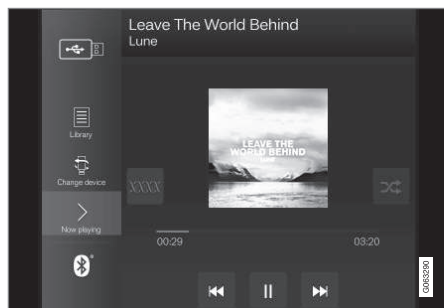 Leave The World Behind
Lune
Library
Change device
Now playing
LEAVE THE
WORLD BEHIND
LUNE
XXXX
00:29
03:20
G063290